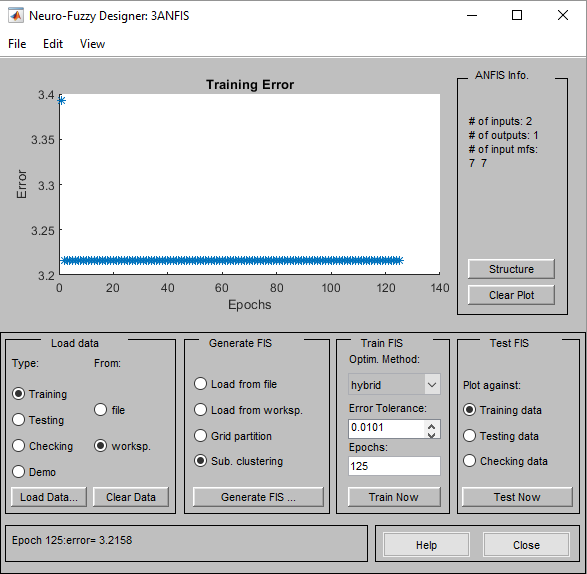 Neuro-Fuzzy Designer: 3ANFIS
File Edit View
Training Error
3.4
3.35
3.3
3.25
3.2
Error
0 20 40 60 80 100 120 140
Epochs
ANFIS Info.
# of inputs: 2
# of outputs: 1
# of input mfs:
7 7
Structure
Clear Plot
Load data
Type: From:
Training
file
Testing
Checking
worksp.
Demo
Load Data... Clear Data
Generate FIS
Load from file
Load from worksp.
Grid partition
Sub. clustering
Generate FIS ...
Train FIS
Optim. Method:
hybrid
Error Tolerance:
0.0101
Epochs:
125
Train Now
Test FIS
Plot against:
Training data
Testing data
Checking data
Test Now
Epoch 125:error= 3.2158
Help Close